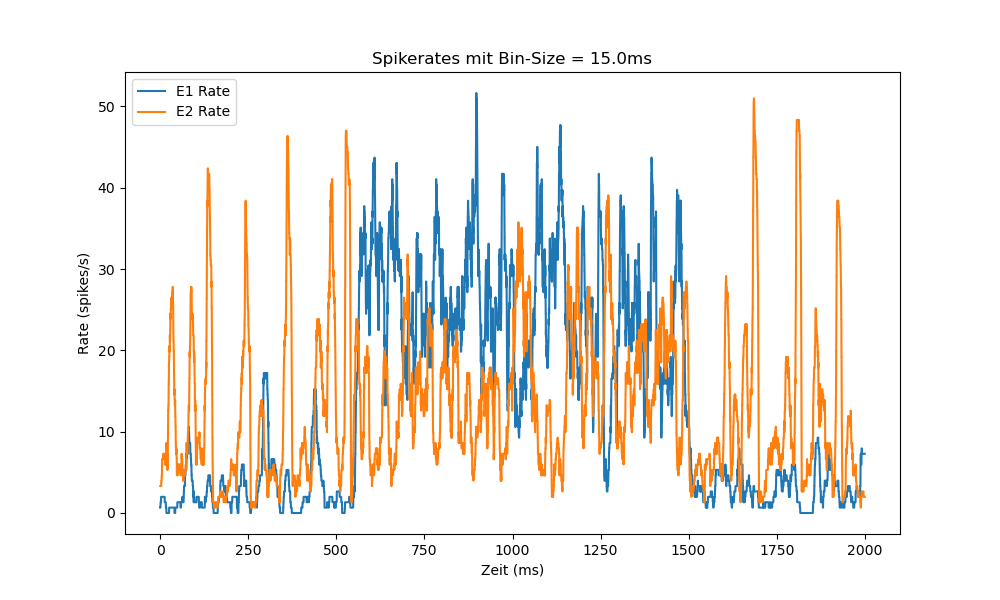 Spikerates mit Bin-Size = 15.0ms
E1 Rate
E2 Rate
50
40
30
20
10
0
Rate (spikes/s)
0 250 500 750 1000 1250 1500 1750 2000
Zeit (ms)